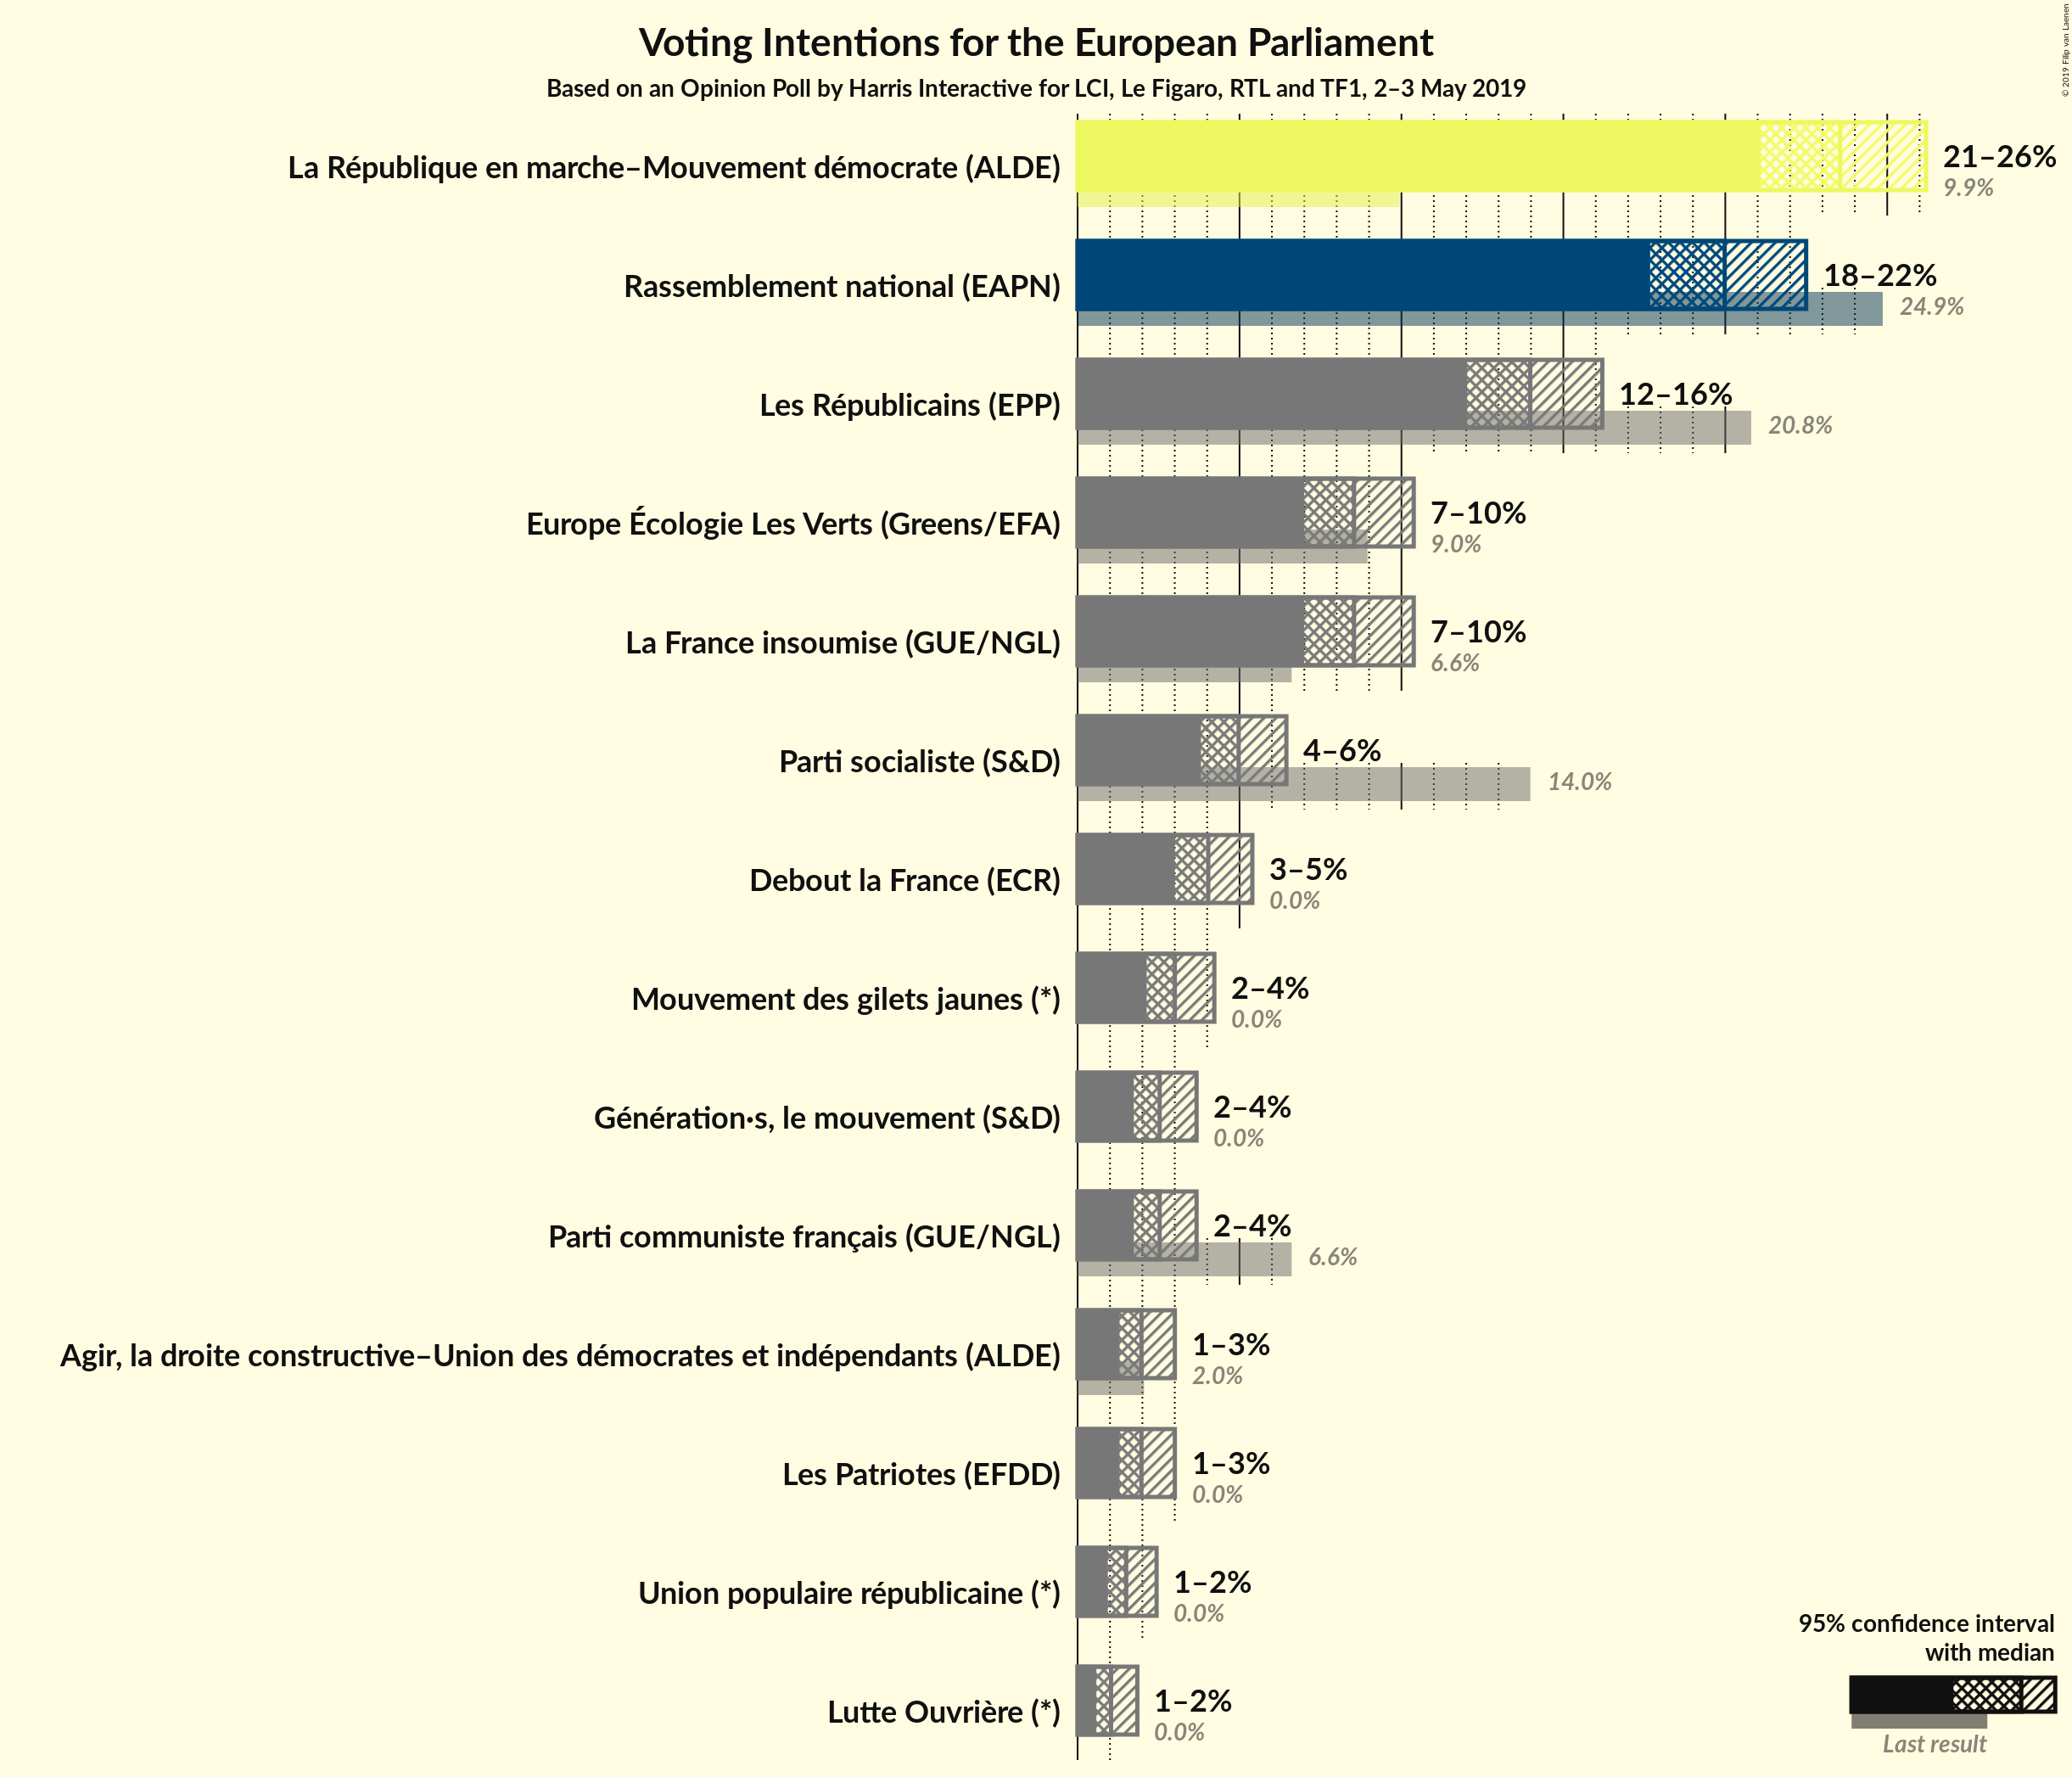 Voting Intentions for the European Parliament
Based on an Opinion Poll by Harris Interactive for LCI, Le Figaro, RTL and TF1, 2–3 May 2019
© 2019 Filip van Laenen
La République en marche–Mouvement démocrate (ALDE)
21–26%
9.9%
Rassemblement national (EAPN)
18–22%
24.9%
Les Républicains (EPP)
12–16%
20.8%
Europe Écologie Les Verts (Greens/EFA)
7–10%
9.0%
La France insoumise (GUE/NGL)
7–10%
6.6%
Parti socialiste (S&D)
4–6%
14.0%
Debout la France (ECR)
3–5%
0.0%
Mouvement des gilets jaunes (*)
2–4%
0.0%
Génération·s, le mouvement (S&D)
2–4%
0.0%
Parti communiste français (GUE/NGL)
2–4%
6.6%
Agir, la droite constructive–Union des démocrates et indépendants (ALDE)
1–3%
2.0%
Les Patriotes (EFDD)
1–3%
0.0%
Union populaire républicaine (*)
1–2%
0.0%
Lutte Ouvrière (*)
1–2%
0.0%
95% confidence interval
with median
Last result